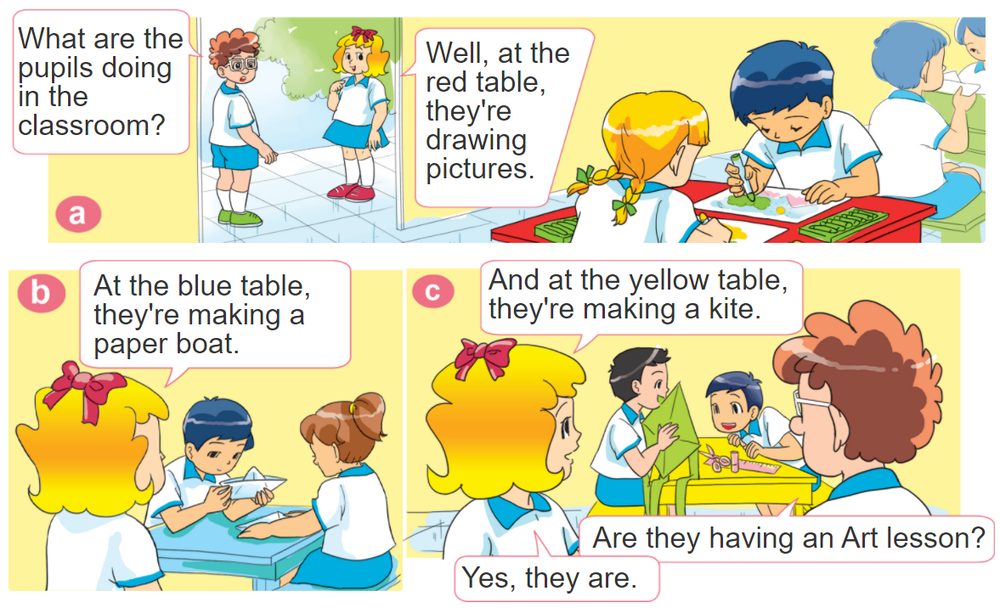 What are the
pupils doing
in the
classroom?
Well, at the
red table,
they're
drawing
pictures.
a
b
At the blue table,
they're making a
paper boat.
c
And at the yellow table,
they're making a kite.
Are they having an Art lesson?
Yes, they are.